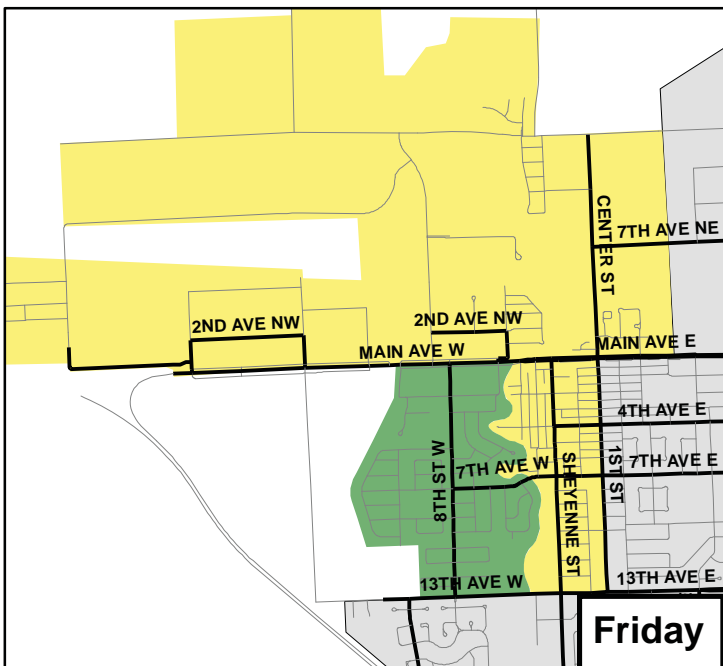 CENTER ST
7TH AVE NE
2ND AVE NW
2ND AVE NW
MAIN AVE W
MAIN AVE E
4TH AVE E
7TH AVE W
7TH AVE E
8TH ST W
SHEYENNE ST
1ST ST
13TH AVE W
13TH AVE E
Friday